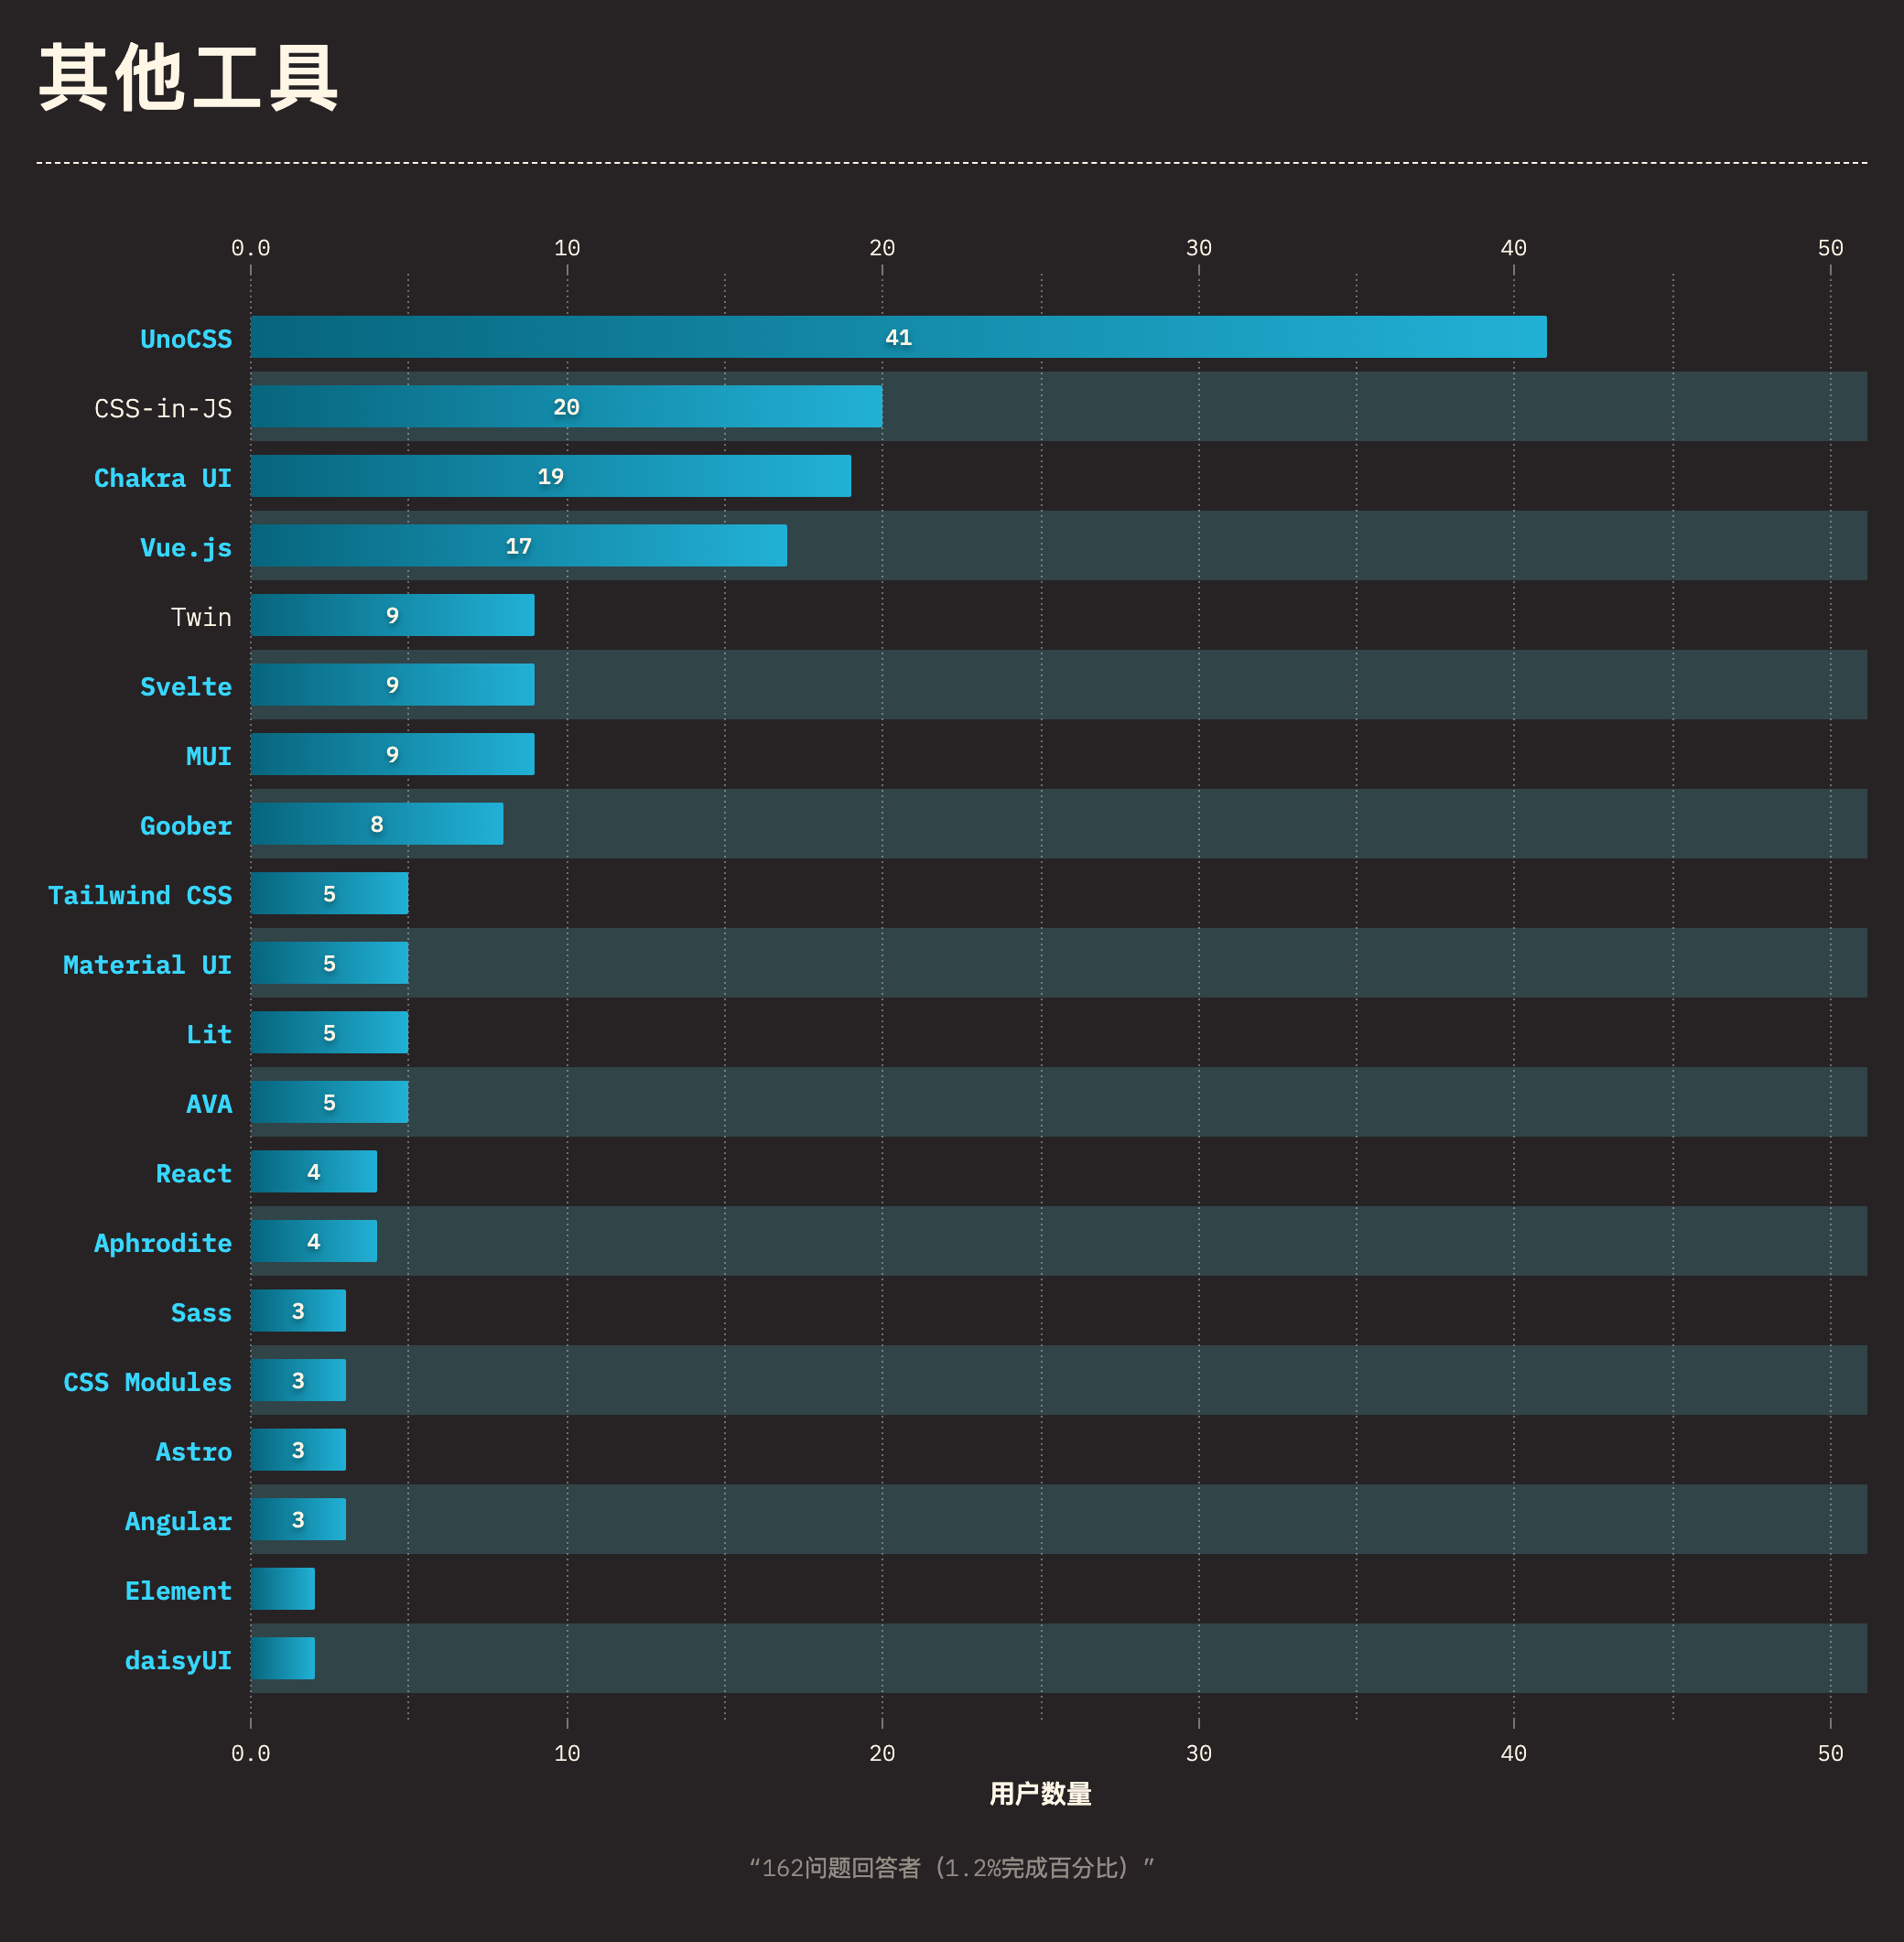 其他工具
0.0 10 20 30 40 50
UnoCSS 41
CSS-in-JS 20
Chakra UI 19
Vue.js 17
Twin 9
Svelte 9
MUI 9
Goober 8
Tailwind CSS 5
Material UI 5
Lit 5
AVA 5
React 4
Aphrodite 4
Sass 3
CSS Modules 3
Astro 3
Angular 3
Element
daisyUI
0.0 10 20 30 40 50
用户数量
“162问题回答者（1.2%完成百分比）”